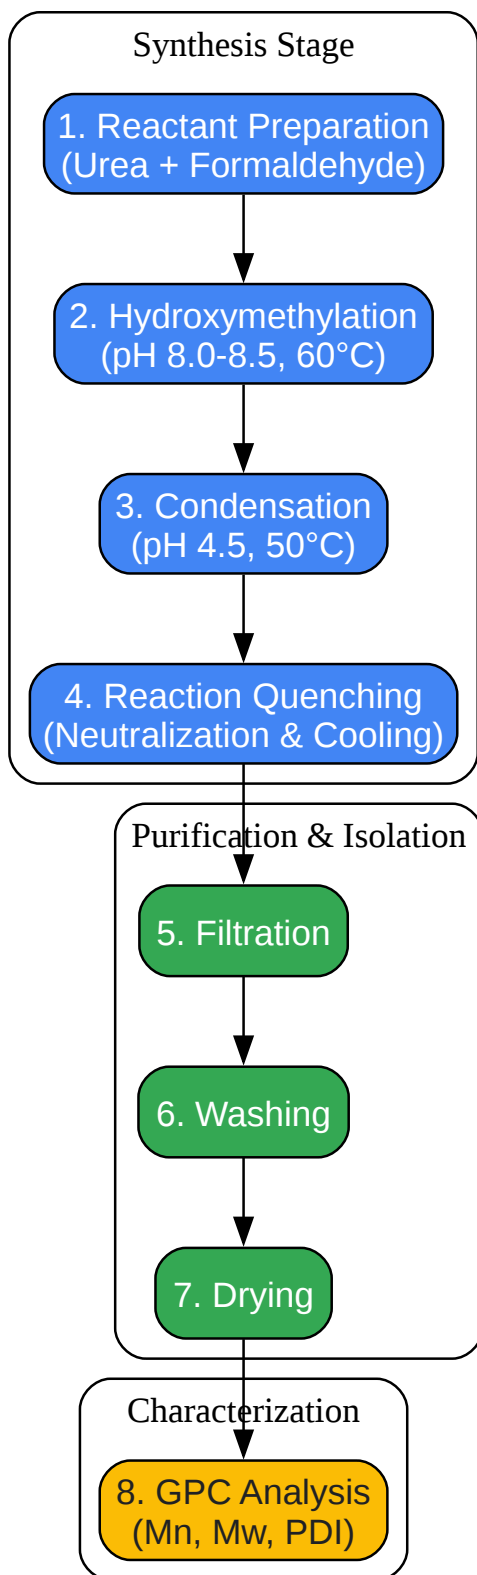 Synthesis Stage
1. Reactant Preparation
(Urea + Formaldehyde)
2. Hydroxymethylation
(pH 8.0-8.5, 60°C)
3. Condensation
(pH 4.5, 50°C)
4. Reaction Quenching
(Neutralization & Cooling)
Purification & Isolation
5. Filtration
6. Washing
7. Drying
Characterization
8. GPC Analysis
(Mn, Mw, PDI)